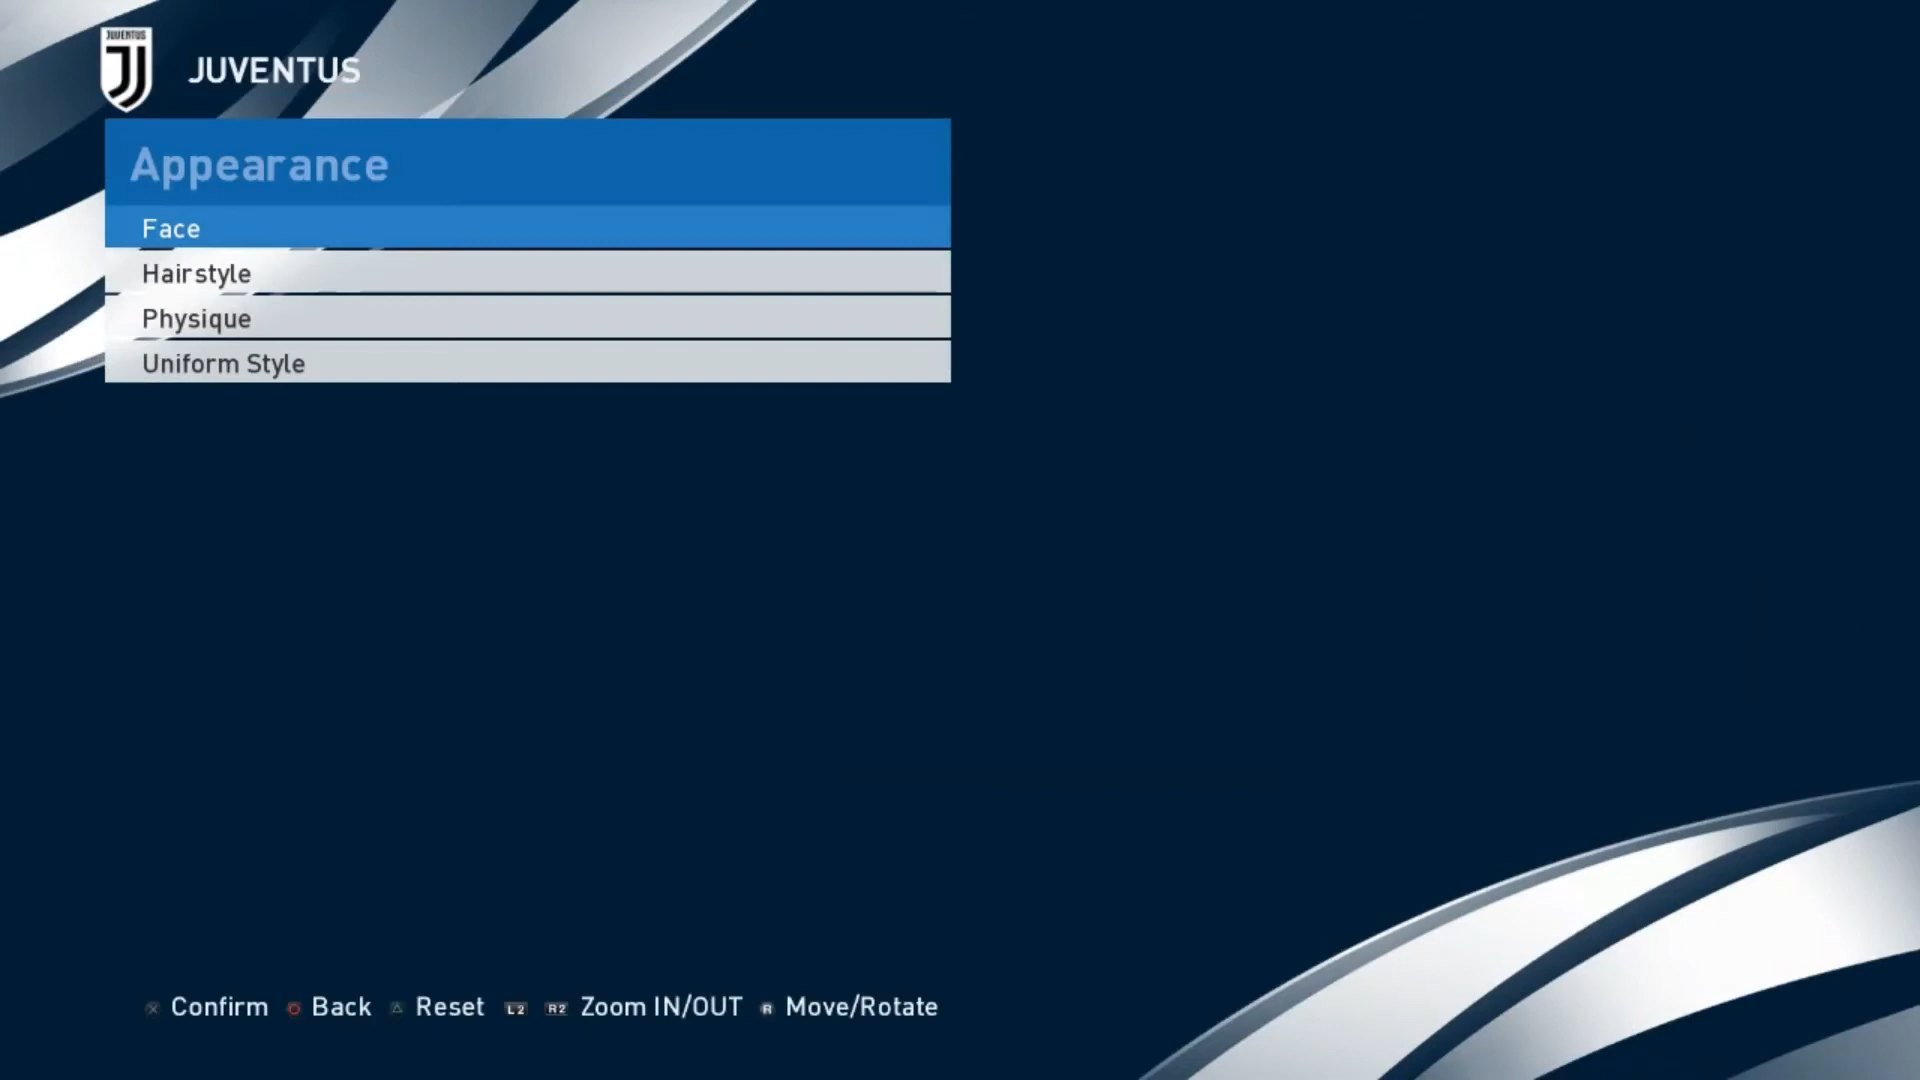 JUVENTUS
JUVENTUS
Appearance
Face
Hairstyle
Physique
Uniform Style
Confirm Back Reset L2 R2 Zoom IN/OUT R Move/Rotate